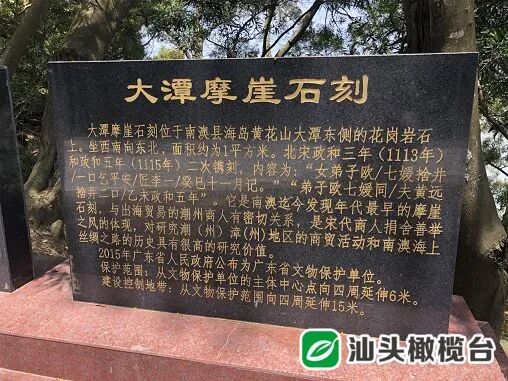 大潭摩崖石刻
大潭摩崖石刻位于南澳县海岛黄花山大潭东侧的花岗岩石
上。坐西南向东北，面积约为1平方米。北宋政和三年（1113年）
和政和五年（1115年）二次镌刻，内容为：“女弟子欧/七娘拾井
/一口乞平安/匠李一/癸巳十一月记。”“弟子欧七娘同/夫黄远
拾井二口/乙未政和五年”。它是南澳迄今发现年代最早的摩崖
石刻，与出海贸易的潮州商人有密切关系，是宋代商人捐舍善举
之风的体现，对研究潮（州）漳（州）地区的商贸活动和南澳海上
丝绸之路的历史具有很高的研究价值。
2015年广东省人民政府公布为广东省文物保护单位。
保护范围：从文物保护单位的主体中心点向四周延伸6米。
建设控制地带：从文物保护范围向四周延伸15米。
汕头橄榄台